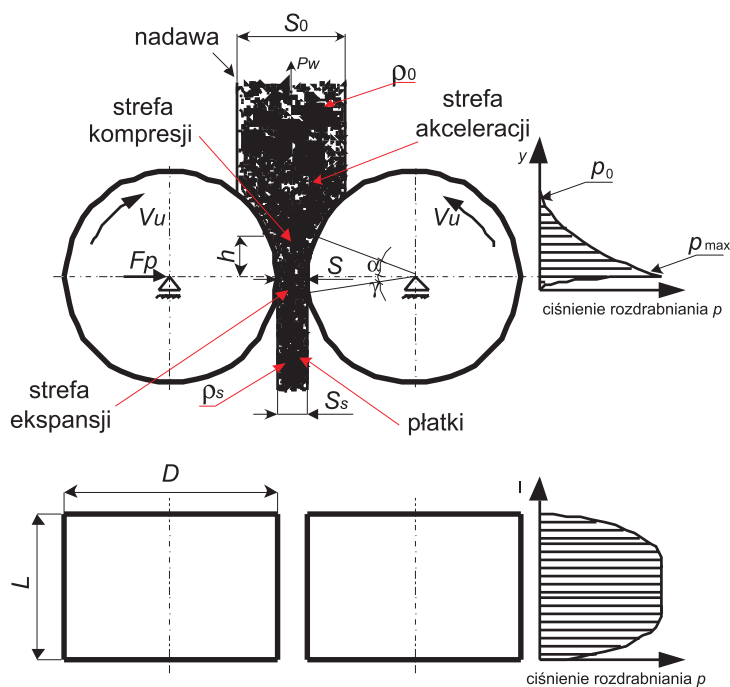 S0
nadawa
Pw
ρ0
strefa
kompresji
strefa
akceleracji
y
p0
Vu
Vu
h
Fp
S
α
γ
pmax
ciśnienie rozdrabniania p
strefa
ekspansji
ρs
Ss
płatki
D
L
l
ciśnienie rozdrabniania p